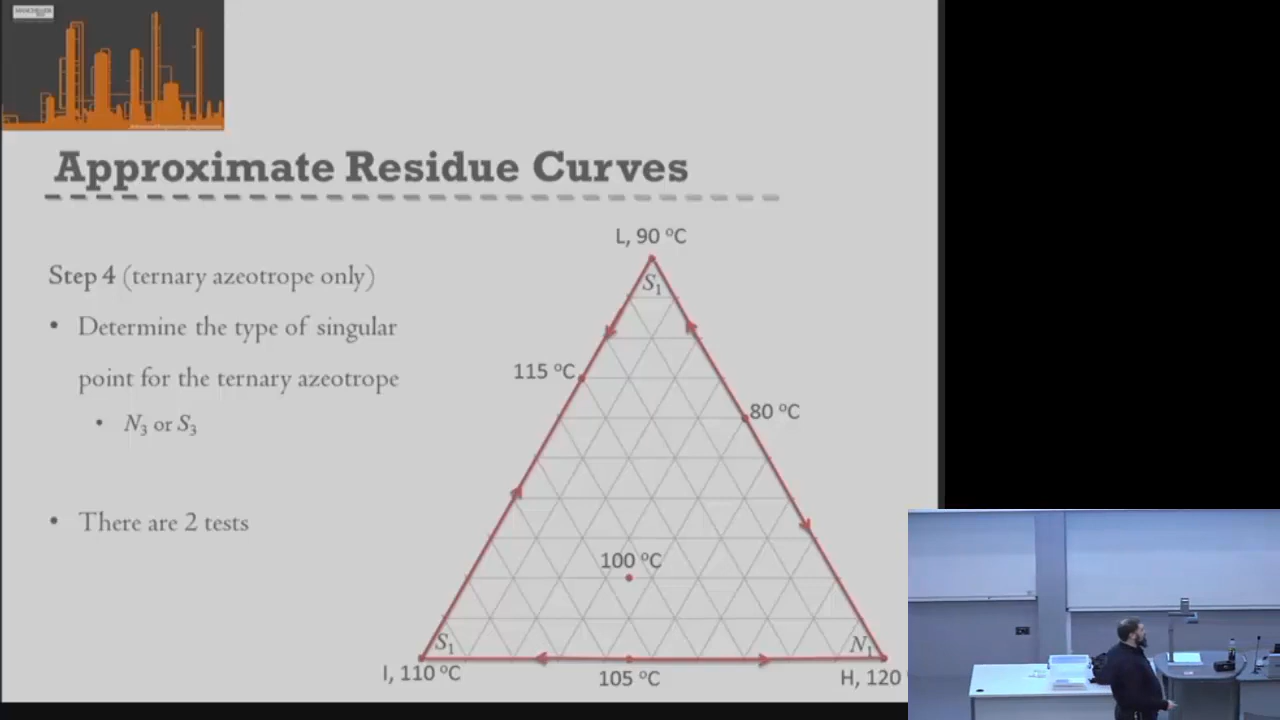 MANCHESTER
Approximate Residue Curves
Step 4 (ternary azeotrope only)
• Determine the type of singular
point for the ternary azeotrope
• N₃ or S₃
• There are 2 tests
L, 90 ºC
S₁
115 ºC
80 ºC
100 ºC
S₁
N₁
I, 110 ºC
105 ºC
H, 120